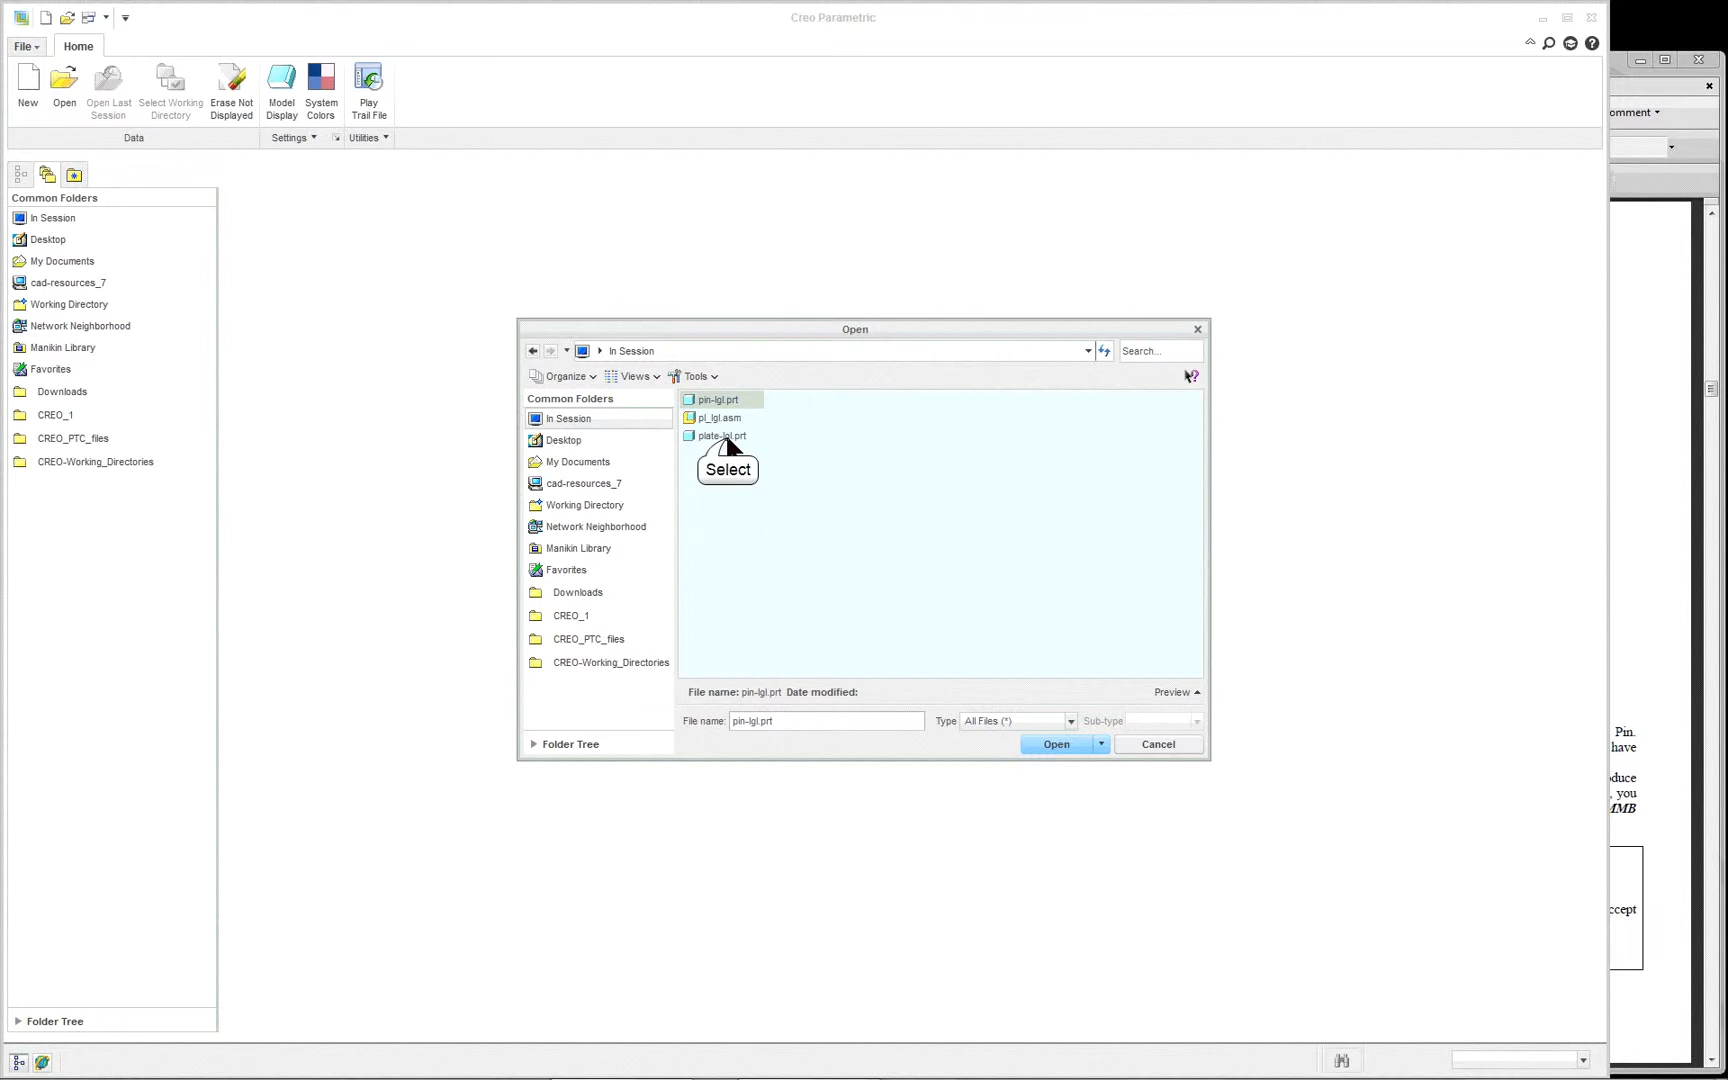 Creo Parametric
File
Home
New
Open
Open Last Session
Select Working Directory
Erase Not Displayed
Model Display
System Colors
Play Trail File
Data
Settings
Utilities
Common Folders
In Session
Desktop
My Documents
cad-resources_7
Working Directory
Network Neighborhood
Manikin Library
Favorites
Downloads
CREO_1
CREO_PTC_files
CREO-Working_Directories
Folder Tree
Open
In Session
Search...
Organize
Views
Tools
Common Folders
In Session
Desktop
My Documents
cad-resources_7
Working Directory
Network Neighborhood
Manikin Library
Favorites
Downloads
CREO_1
CREO_PTC_files
CREO-Working_Directories
Folder Tree
pin-lgl.prt
pl_lgl.asm
plate-lgl.prt
Select
File name: pin-lgl.prt Date modified:
Preview
File name: pin-lgl.prt
Type All Files (*)
Sub-type
Open
Cancel
omment
Pin.
have
oduce
, you
MMB
ccept